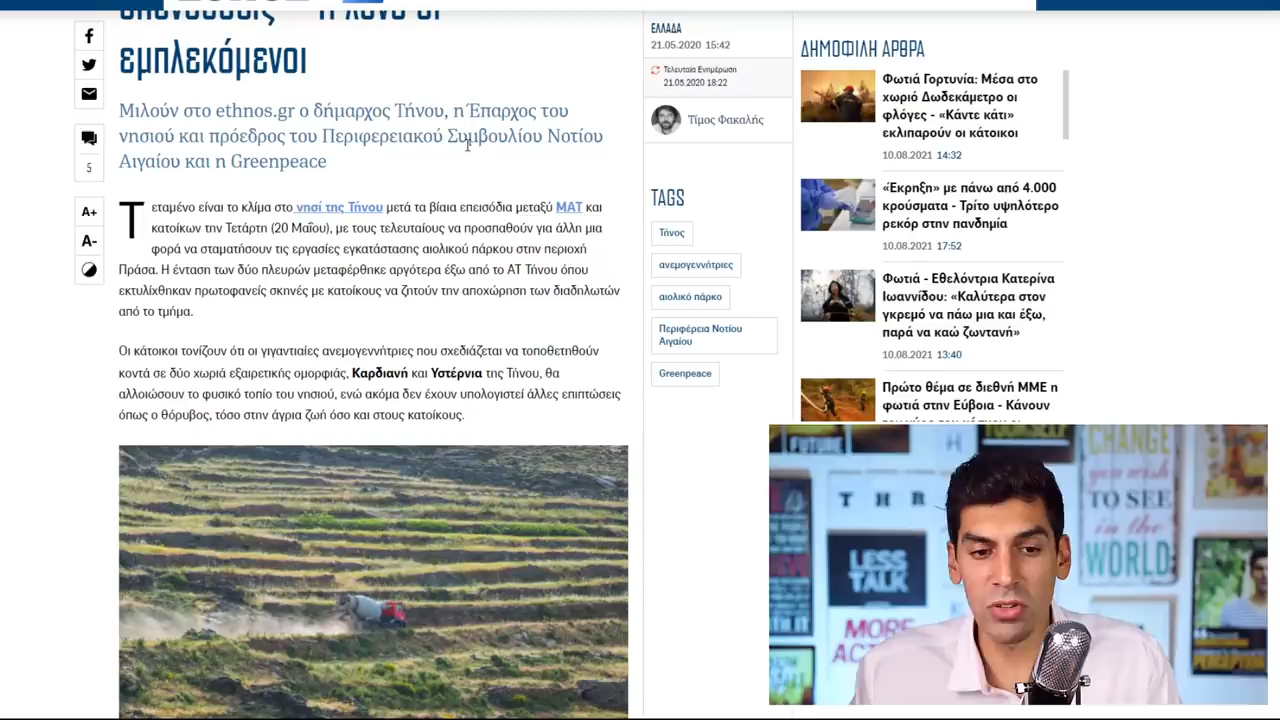 εμπλεκόμενοι
Μιλούν στο ethnos.gr ο δήμαρχος Τήνου, η Έπαρχος του
νησιού και πρόεδρος του Περιφερειακού Συμβουλίου Νοτίου
Αιγαίου και η Greenpeace
5
A+
A-
Τεταμένο είναι το κλίμα στο νησί της Τήνου μετά τα βίαια επεισόδια μεταξύ ΜΑΤ και
κατοίκων την Τετάρτη (20 Μαΐου), με τους τελευταίους να προσπαθούν για άλλη μια
φορά να σταματήσουν τις εργασίες εγκατάστασης αιολικού πάρκου στην περιοχή
Πράσα. Η ένταση των δύο πλευρών μεταφέρθηκε αργότερα έξω από το ΑΤ Τήνου όπου
εκτυλίχθηκαν πρωτοφανείς σκηνές με κατοίκους να ζητούν την αποχώρηση των διαδηλωτών
από το τμήμα.
Οι κάτοικοι τονίζουν ότι οι γιγαντιαίες ανεμογεννήτριες που σχεδιάζεται να τοποθετηθούν
κοντά σε δύο χωριά εξαιρετικής ομορφιάς, Καρδιανή και Υστέρνια της Τήνου, θα
αλλοιώσουν το φυσικό τοπίο του νησιού, ενώ ακόμα δεν έχουν υπολογιστεί άλλες επιπτώσεις
όπως ο θόρυβος, τόσο στην άγρια ζωή όσο και στους κατοίκους.
ΕΛΛΑΔΑ
21.05.2020 15:42
Τελευταία Ενημέρωση
21.05.2020 18:22
Τίμος Φακαλής
TAGS
Τήνος
ανεμογεννήτριες
αιολικό πάρκο
Περιφέρεια Νοτίου
Αιγαίου
Greenpeace
ΔΗΜΟΦΙΛΗ ΑΡΘΡΑ
Φωτιά Γορτυνία: Μέσα στο
χωριό Δωδεκάμετρο οι
φλόγες - «Κάντε κάτι»
εκλιπαρούν οι κάτοικοι
10.08.2021 14:32
«Έκρηξη» με πάνω από 4.000
κρούσματα - Τρίτο υψηλότερο
ρεκόρ στην πανδημία
10.08.2021 17:52
Φωτιά - Εθελόντρια Κατερίνα
Ιωαννίδου: «Καλύτερα στον
γκρεμό να πάω μια και έξω,
παρά να καώ ζωντανή»
10.08.2021 13:40
Πρώτο θέμα σε διεθνή ΜΜΕ η
φωτιά στην Εύβοια - Κάνουν
FUTURE
THR
LESS
TALK
MORE
CHANGE
you wish
TO SEE
in the
WORLD